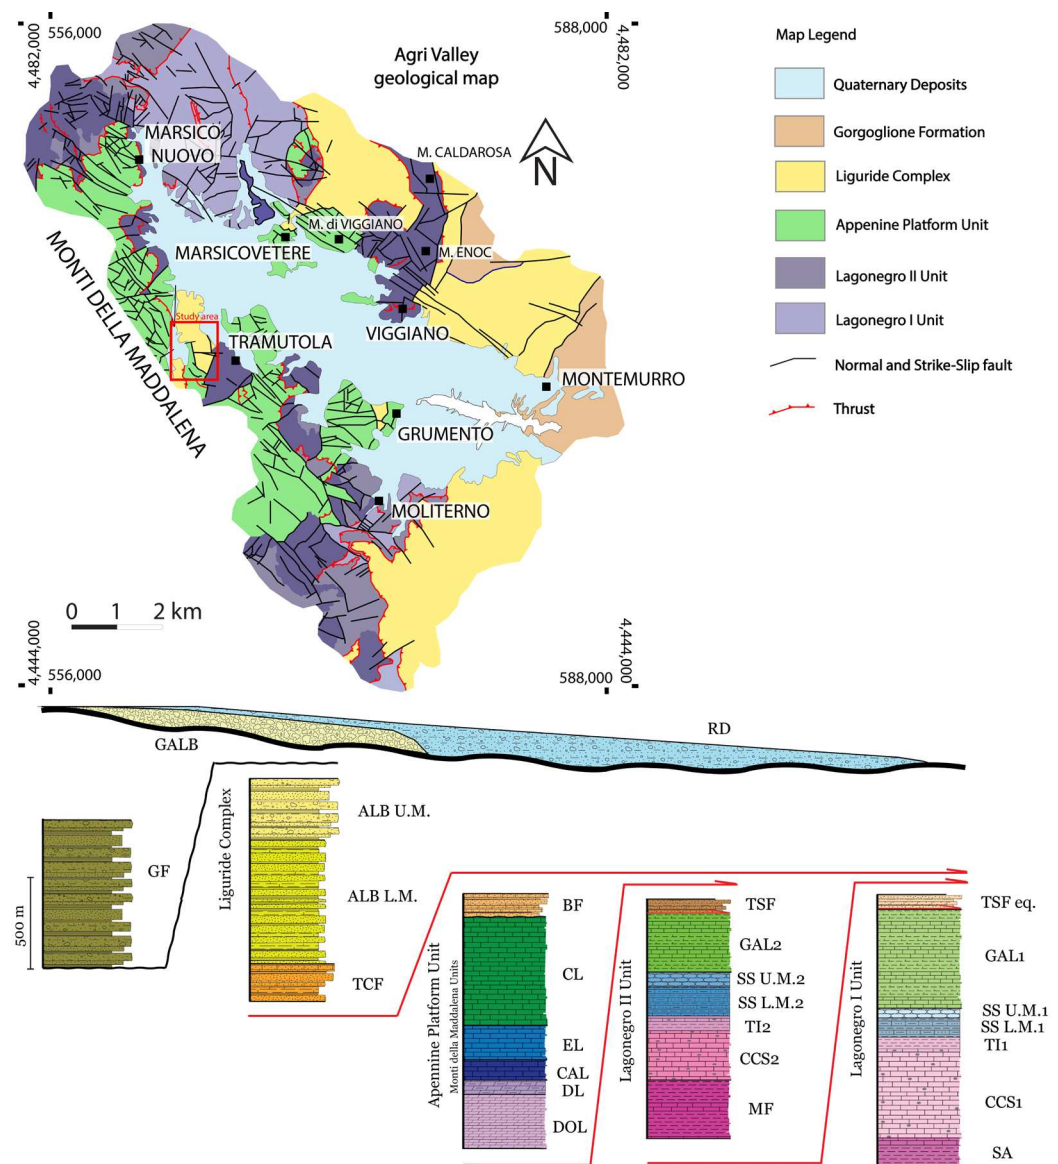 556,000
588,000
4,482,000
4,482,000
Agri Valley
geological map
Map Legend
Quaternary Deposits
Gorgoglione Formation
Liguride Complex
Appenine Platform Unit
Lagonegro II Unit
Lagonegro I Unit
Normal and Strike-Slip fault
Thrust
N
MARSICO
NUOVO
M. CALDAROSA
M. di VIGGIANO
MARSICOVETERE
M. ENOC
MONTI DELLA MADDALENA
Study area
TRAMUTOLA
VIGGIANO
MONTEMURRO
GRUMENTO
MOLITERNO
0 1 2 km
4,444,000
556,000
588,000
4,444,000
GALB
RD
500 m
GF
Liguride Complex
ALB U.M.
ALB L.M.
TCF
Apennine Platform Unit
Monti della Maddalena Units
BF
CL
EL
CAL
DL
DOL
Lagonegro II Unit
TSF
GAL2
SS U.M.2
SS L.M.2
TI2
CCS2
MF
Lagonegro I Unit
TSF eq.
GAL1
SS U.M.1
SS L.M.1
TI1
CCS1
SA